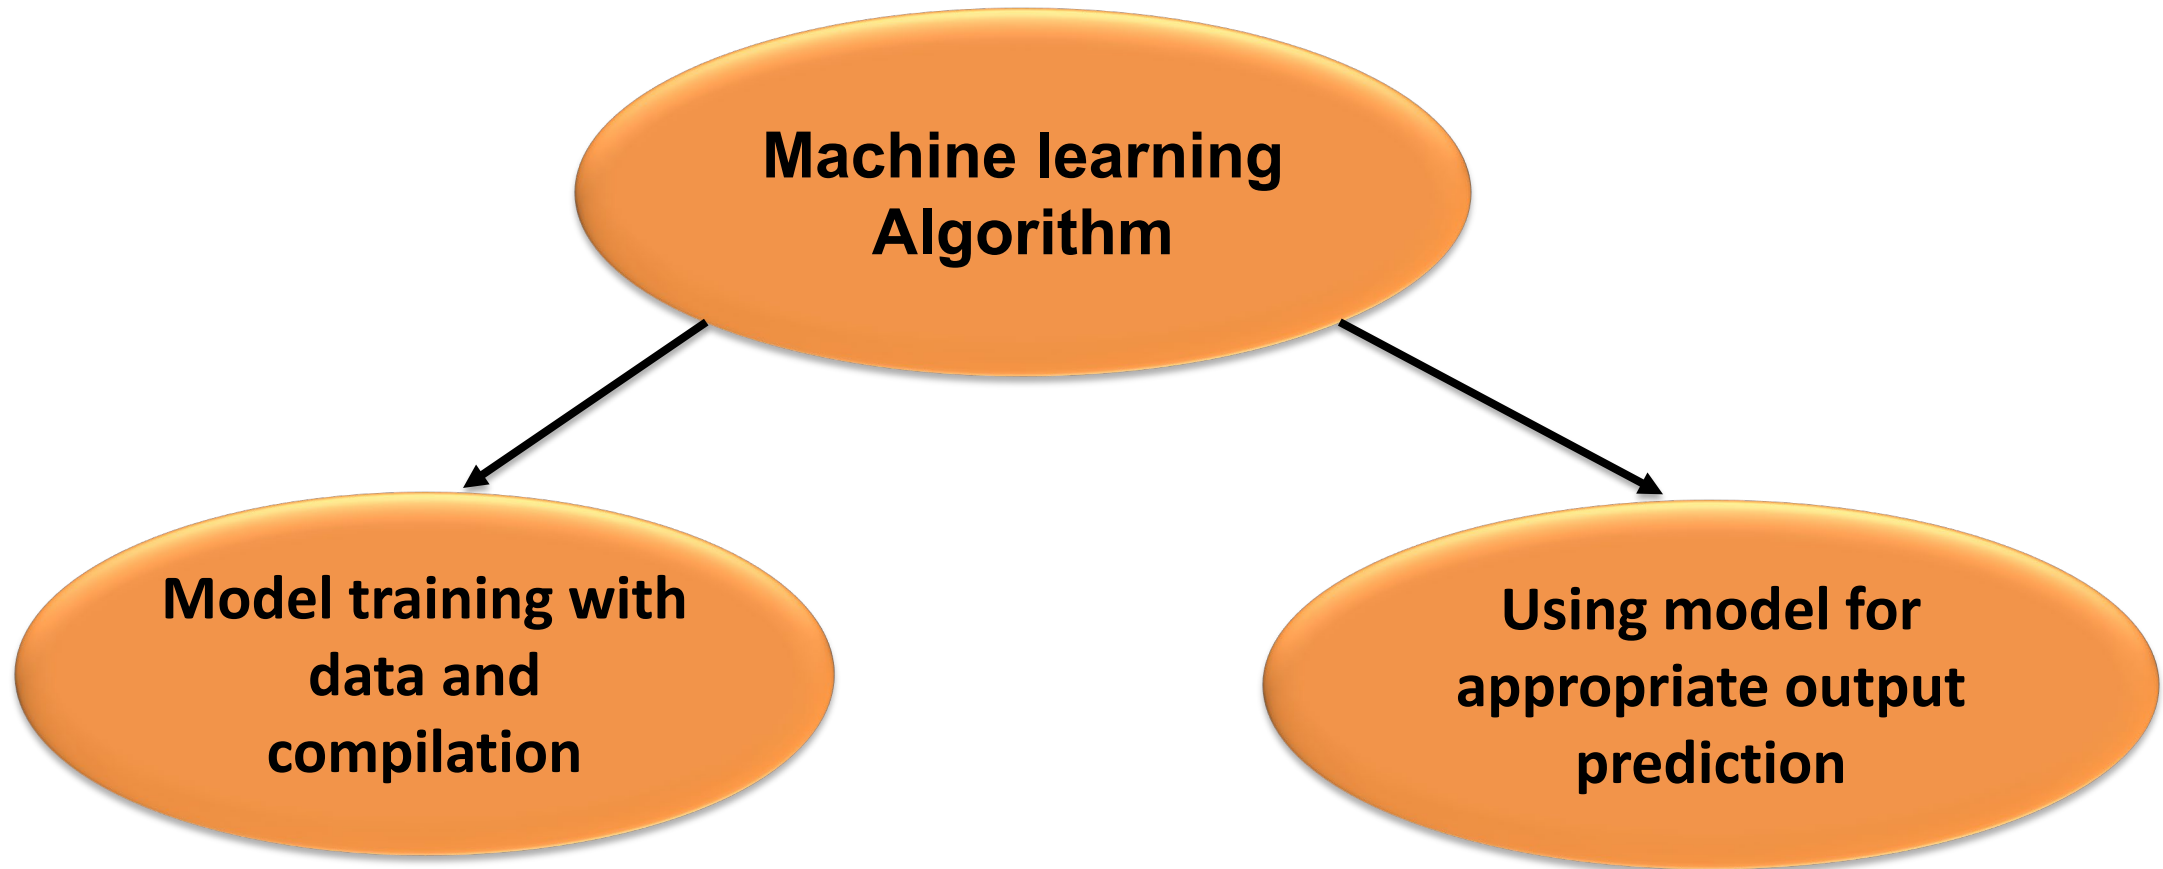 Machine learning
Algorithm
Model training with
data and
compilation
Using model for
appropriate output
prediction